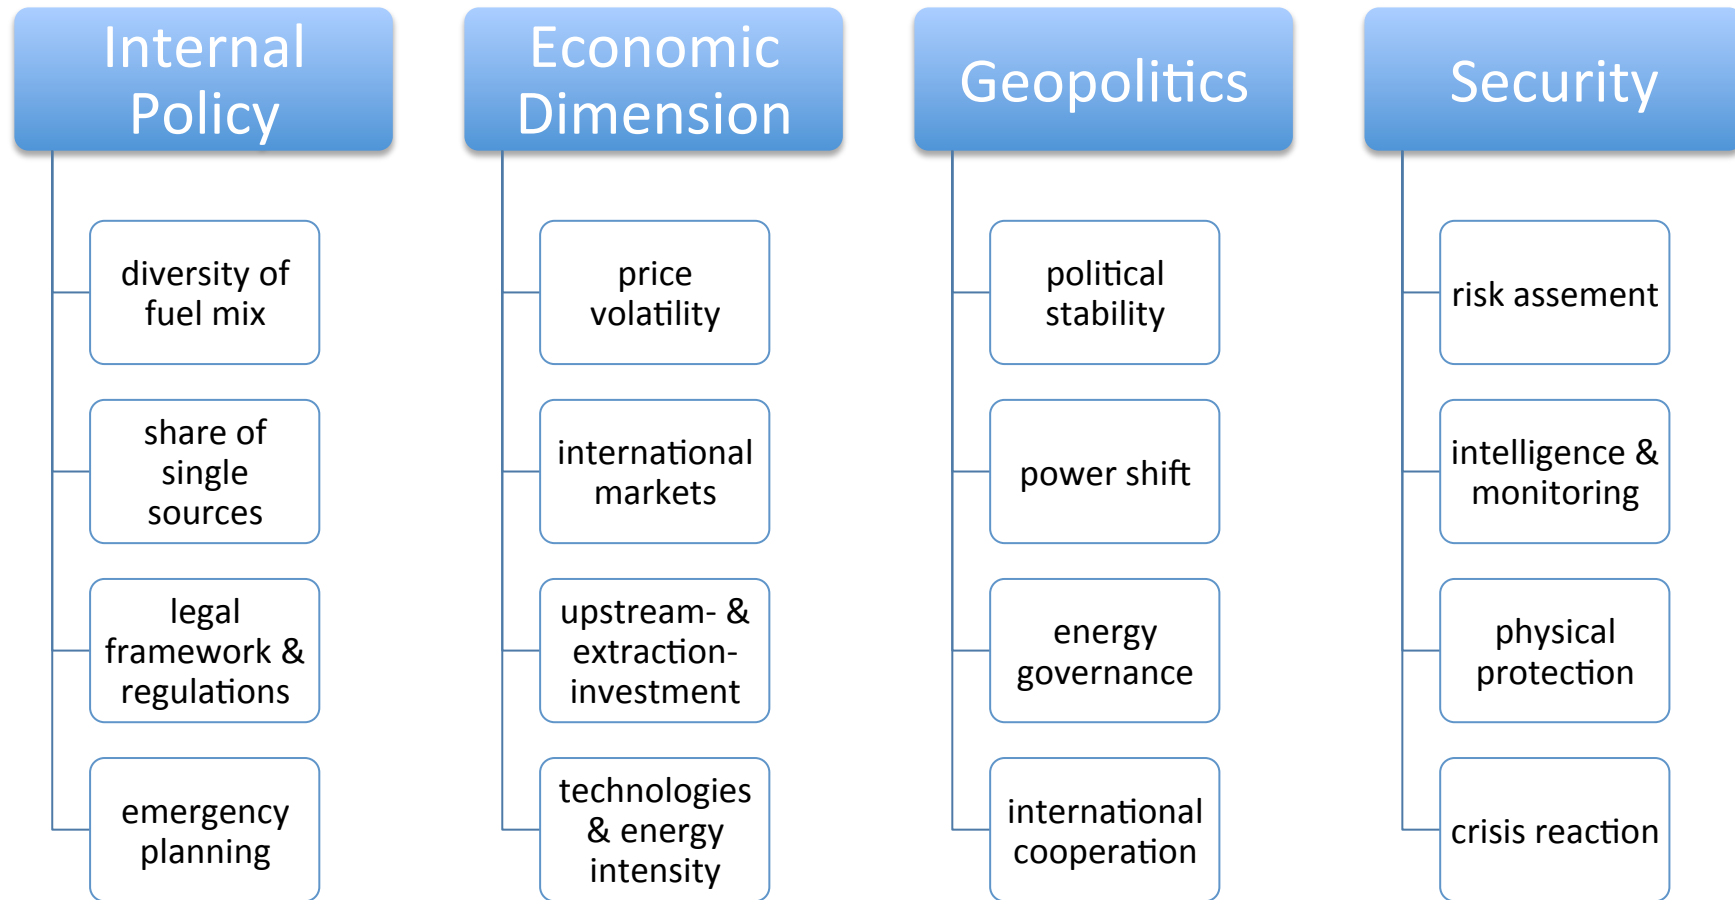 Internal
Policy
diversity of
fuel mix
share of
single
sources
legal
framework &
regulations
emergency
planning
Economic
Dimension
price
volatility
international
markets
upstream- &
extraction-
investment
technologies
& energy
intensity
Geopolitics
political
stability
power shift
energy
governance
international
cooperation
Security
risk assement
intelligence &
monitoring
physical
protection
crisis reaction